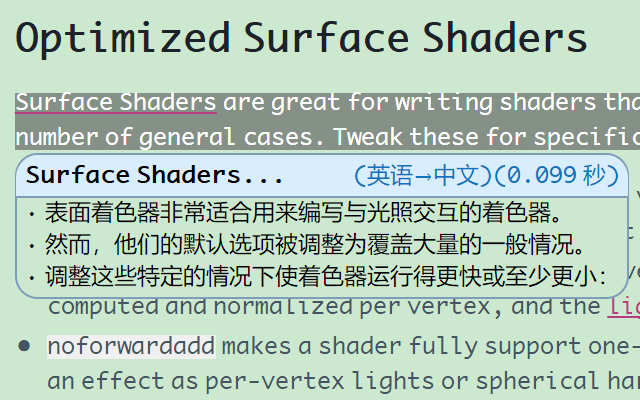 Optimized Surface Shaders
Surface Shaders are great for writing shaders
number of general cases. Tweak these for
Surface Shaders... (英语→中文)(0.099 秒)
· 表面着色器非常适合用来编写与光照交互的着色器。
· 然而，他们的默认选项被调整为覆盖大量的一般情况。
· 调整这些特定的情况下使着色器运行得更快或至少更小：
computed and normalized per vertex, and the
• noforwardadd makes a shader fully support one-
an effect as per-vertex lights or spherical